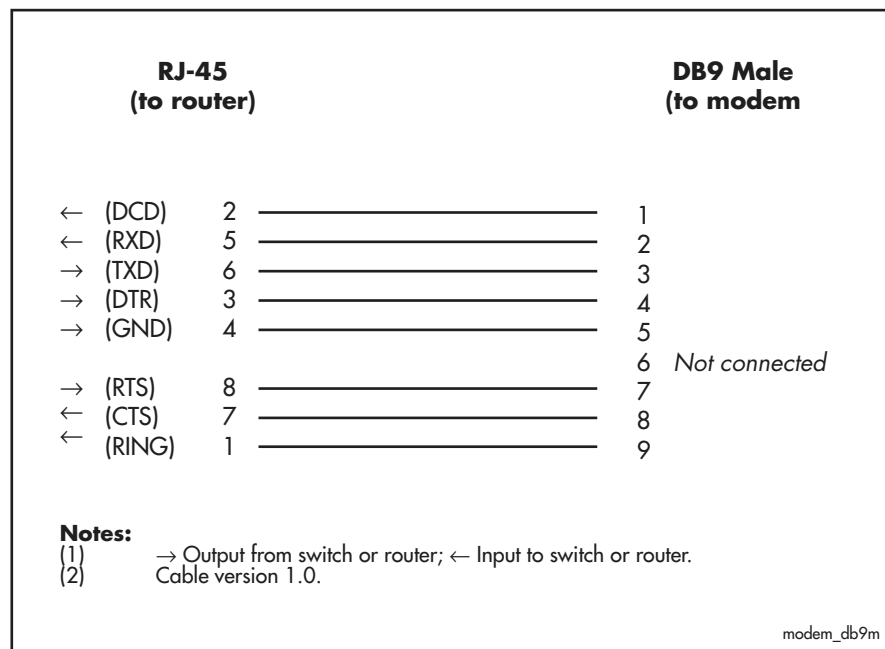 RJ-45 DB9 Male
(to router) (to modem
← (DCD) 2 1
← (RXD) 5 2
→ (TXD) 6 3
→ (DTR) 3 4
→ (GND) 4 5
6 Not connected
→ (RTS) 8 7
← (CTS) 7 8
← (RING) 1 9
Notes:
(1) → Output from switch or router; ← Input to switch or router.
(2) Cable version 1.0.
modem_db9m